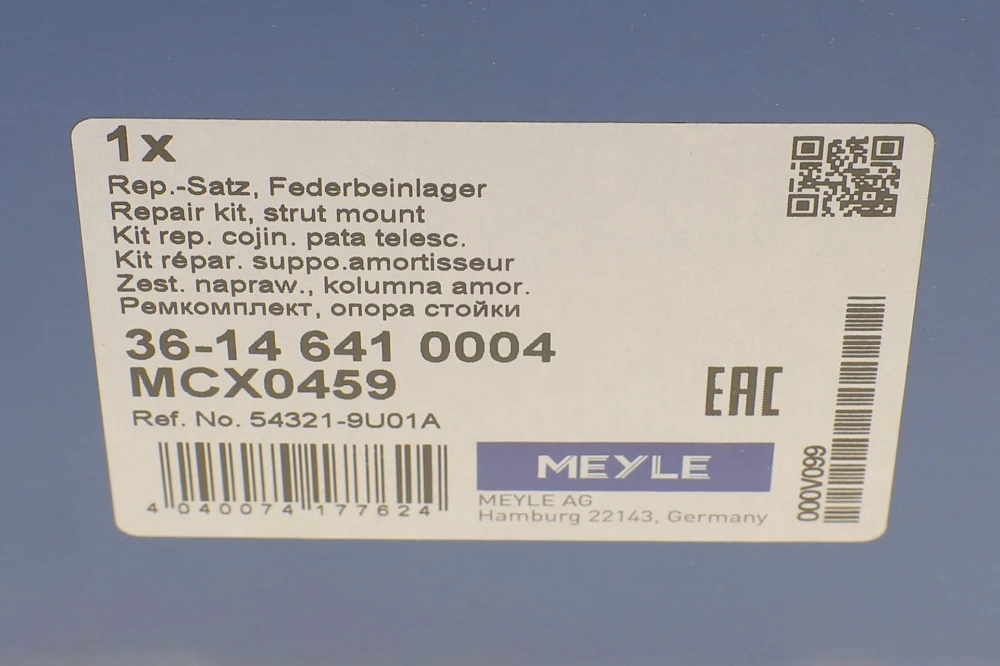 1x
Rep.-Satz, Federbeinlager
Repair kit, strut mount
Kit rep. cojin. pata telesc.
Kit répar. suppo.amortisseur
Zest. napraw., kolumna amor.
Ремкомплект, опора стойки
36-14 641 0004
MCX0459
Ref. No. 54321-9U01A
EAC
4 040074 177624
MEYLE
MEYLE AG
Hamburg 22143, Germany
000V099